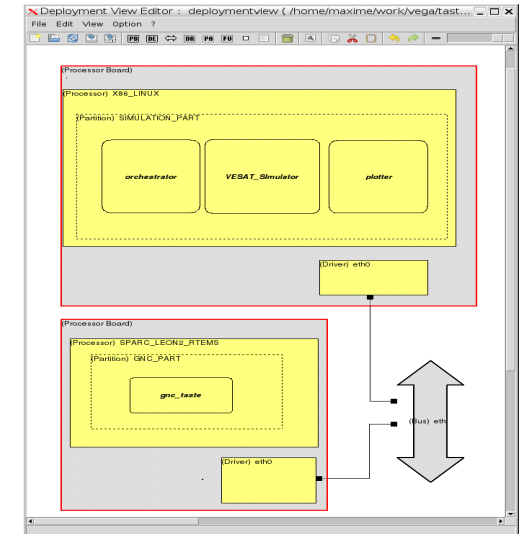 Deployment View Editor : deploymentview ( /home/maxime/work/vega/tast...
File Edit View Option ?
PB DE DR PA FU
(Processor Board)
(Processor) X86_LINUX
(Partition) SIMULATION_PART
orchestrator VESAT_SImulator plotter
(Driver) eth0
(Processor Board)
(Processor) SPARC_LEON2_RTEMS
(Partition) GNC_PART
gnc_taste
(Bus) eth
(Driver) eth0